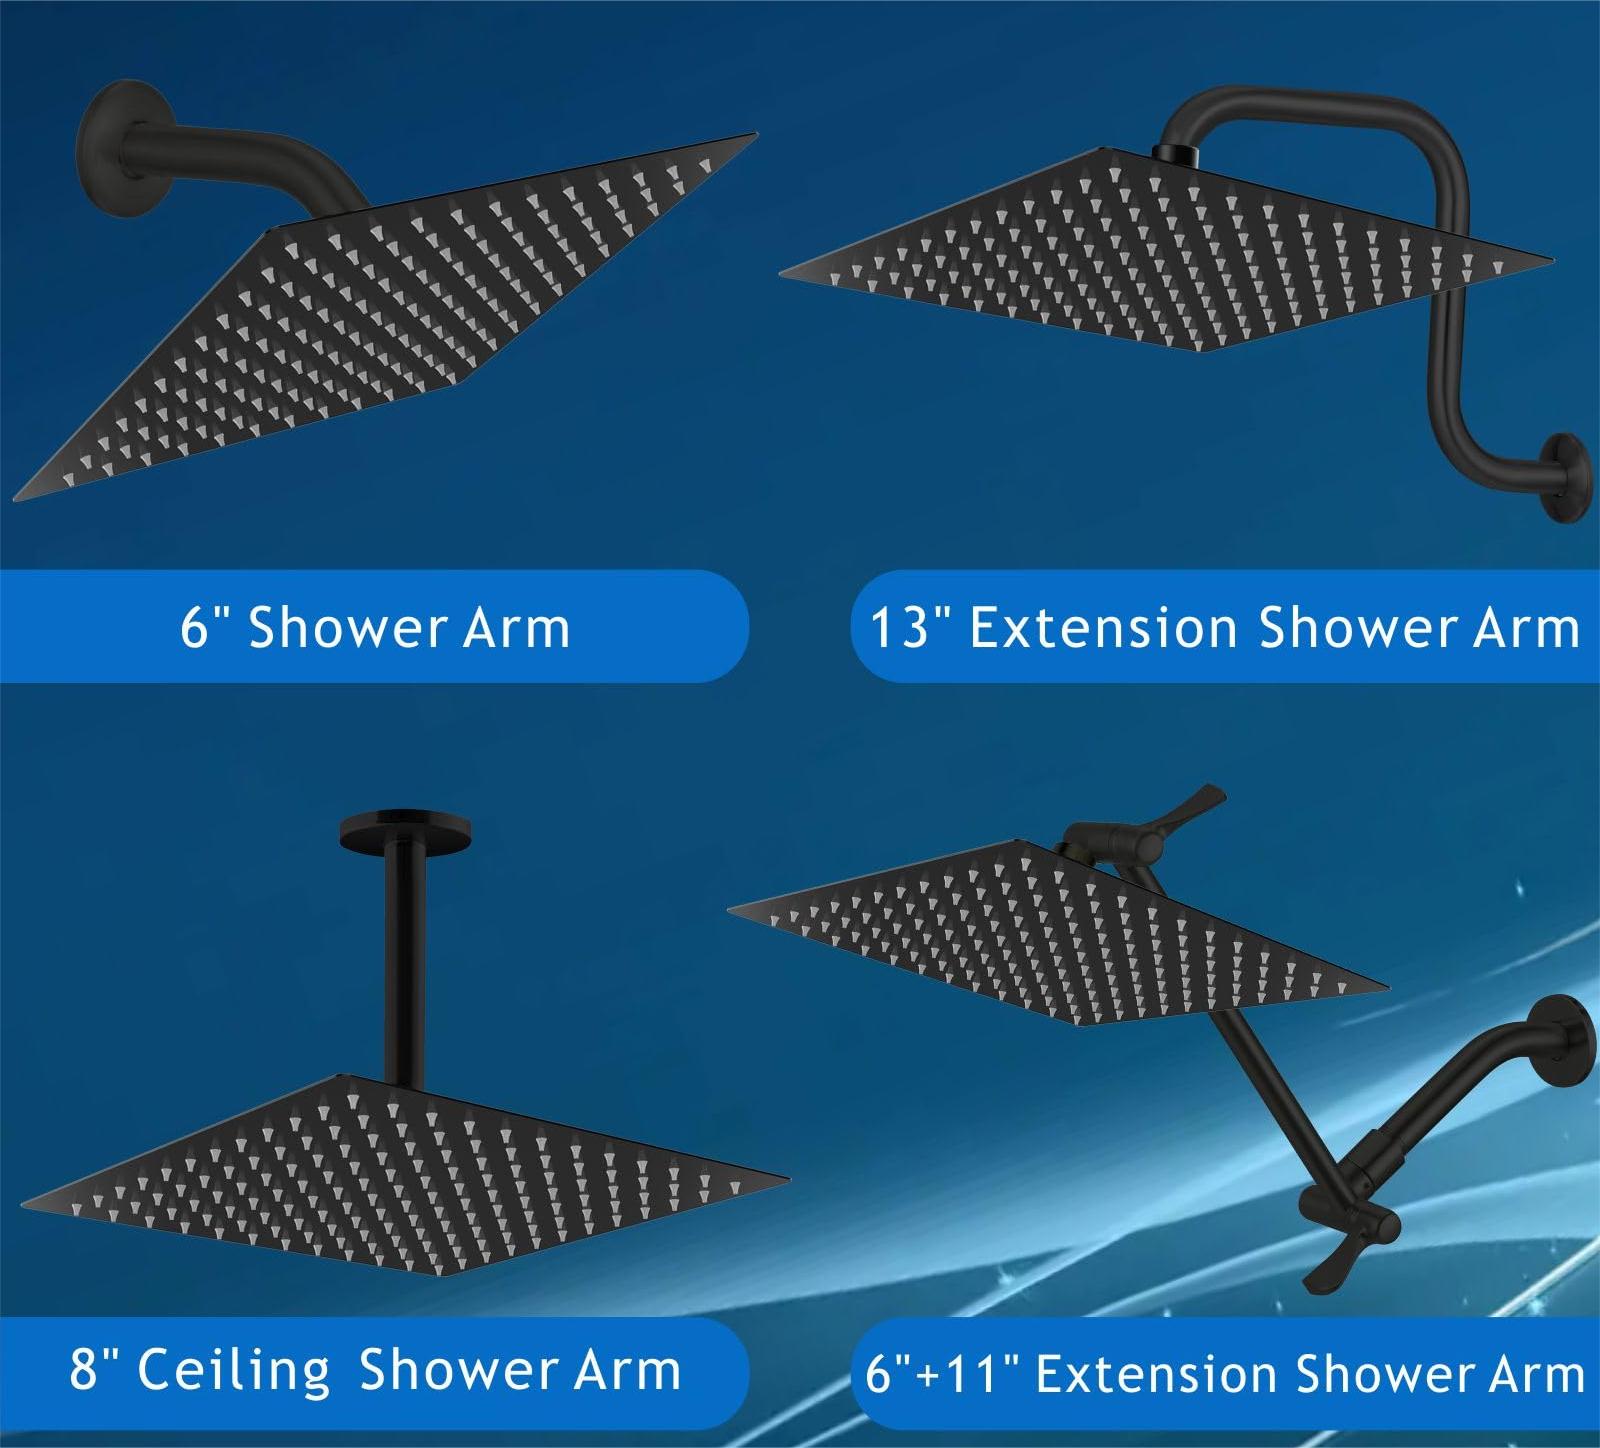 6" Shower Arm
13" Extension Shower Arm
8" Ceiling Shower Arm
6"+11" Extension Shower Arm